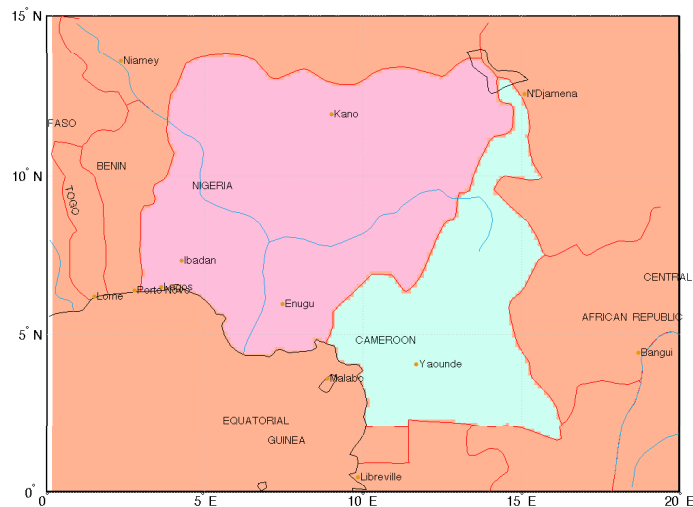 15° N
Niamey
N'Djamena
Kano
FASO
BENIN
10° N
NIGERIA
TOGO
Ibadan
CENTRAL
Lagos
Porto Novo
Lome
Enugu
AFRICAN REPUBLIC
5° N
CAMEROON
Bangui
Yaounde
Malabo
EQUATORIAL
GUINEA
Libreville
0°
0
5° E
10° E
15° E
20° E